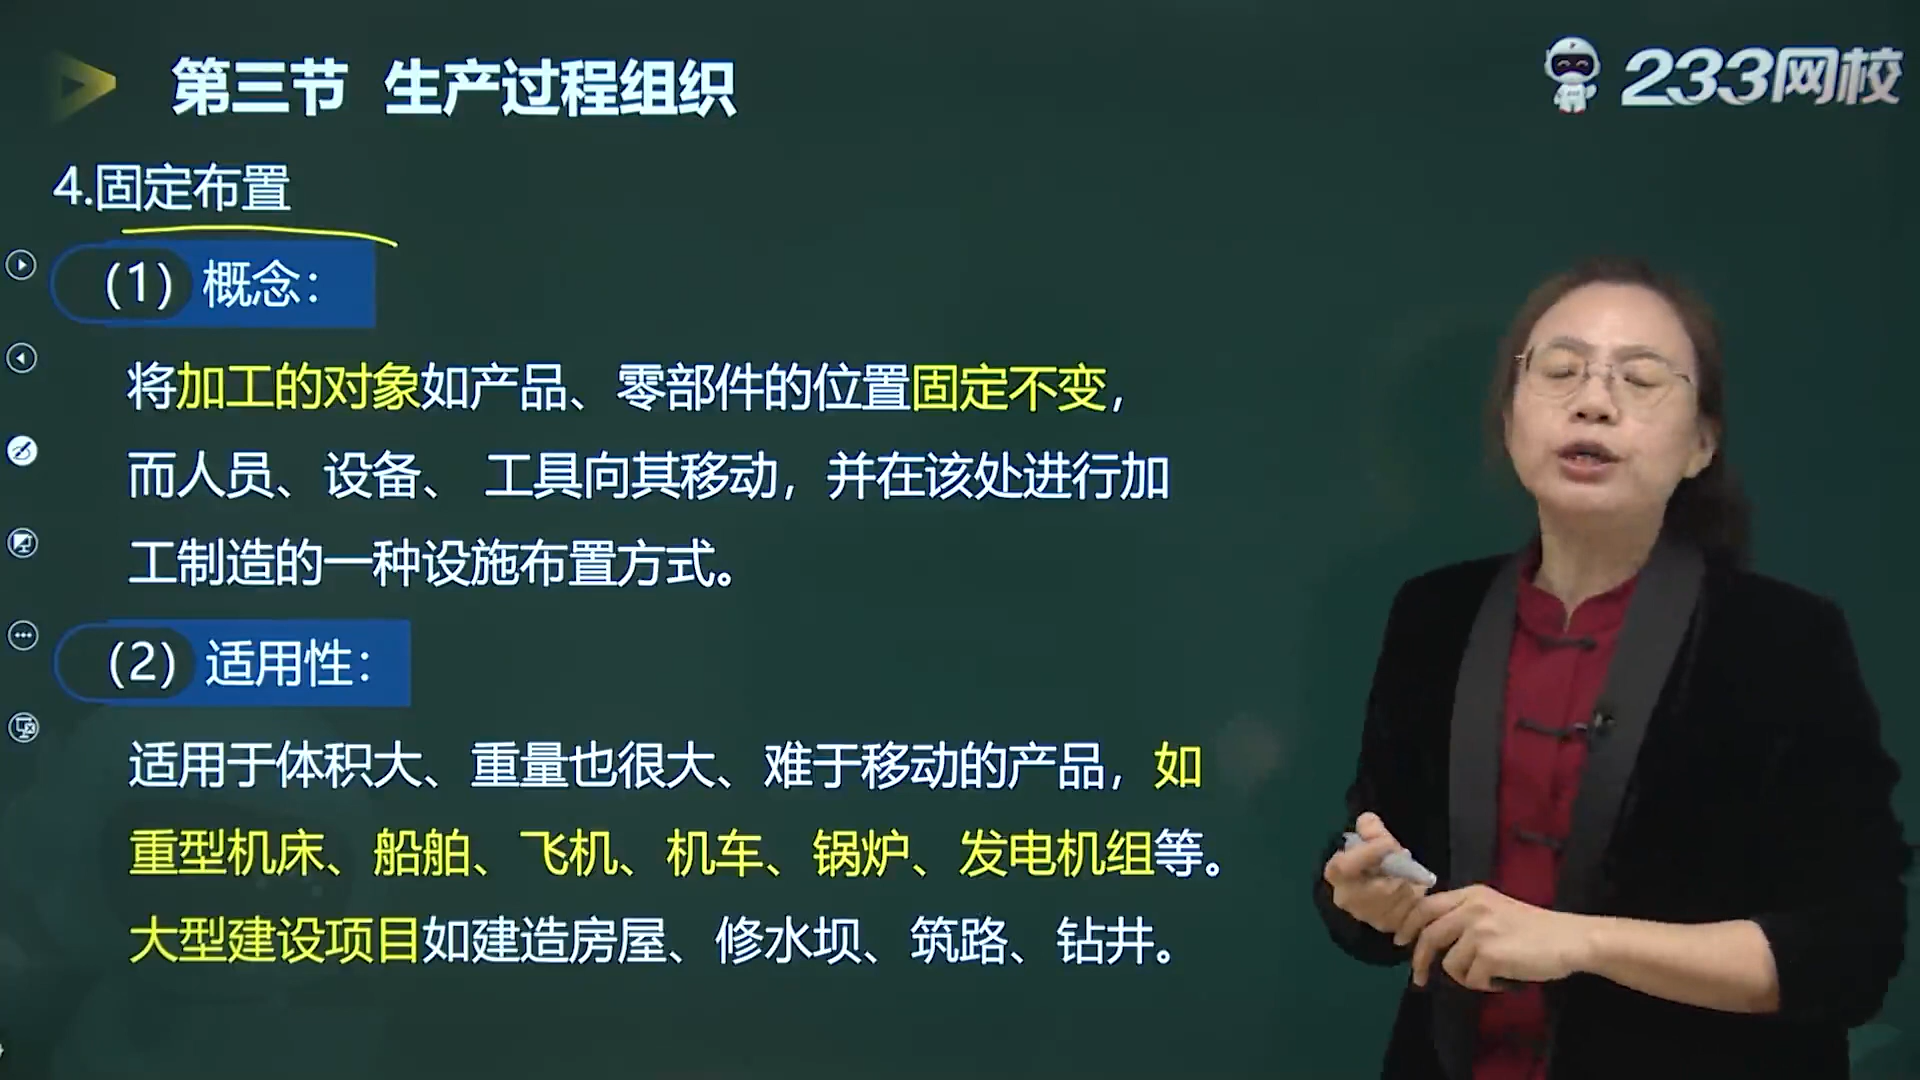 第三节 生产过程组织
233网校
4.固定布置
（1）概念：
将加工的对象如产品、零部件的位置固定不变，
而人员、设备、 工具向其移动，并在该处进行加
工制造的一种设施布置方式。
（2）适用性：
适用于体积大、重量也很大、难于移动的产品，如
重型机床、船舶、飞机、机车、锅炉、发电机组等。
大型建设项目如建造房屋、修水坝、筑路、钻井。